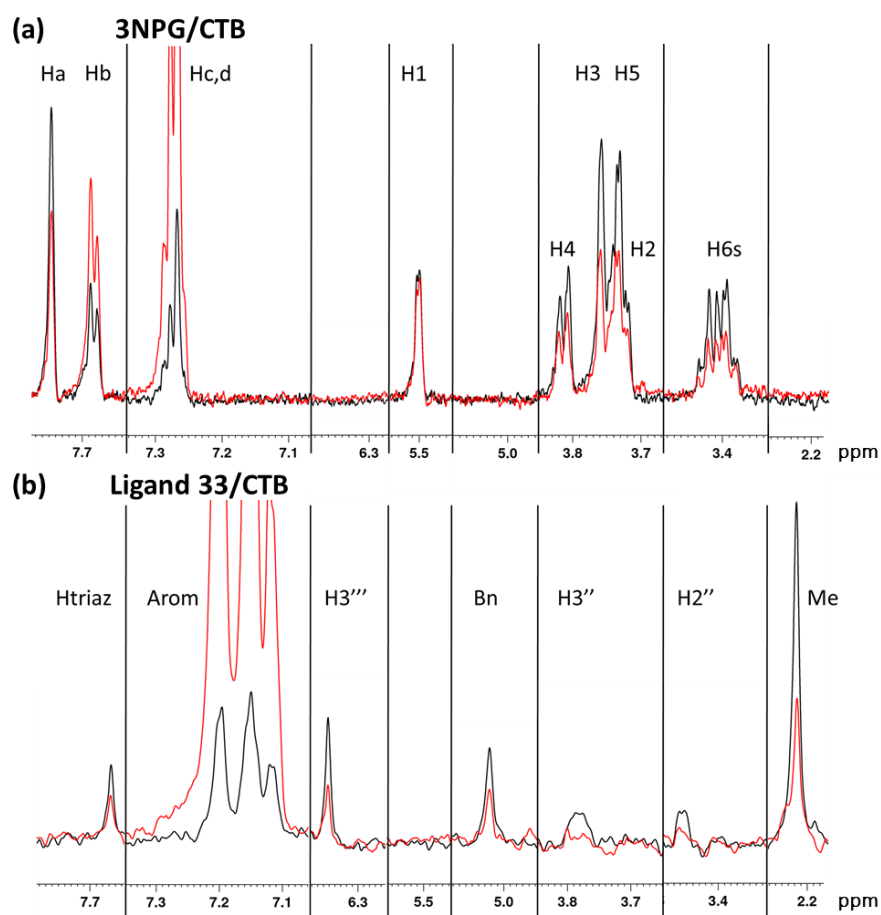 (a) 3NPG/CTB
Ha Hb Hc,d H1 H3 H5
H4 H2 H6s
7.7 7.3 7.2 7.1 6.3 5.5 5.0 3.8 3.7 3.4 2.2 ppm
(b) Ligand 33/CTB
Htriaz Arom H3''' Bn H3'' H2'' Me
7.7 7.3 7.2 7.1 6.3 5.5 5.0 3.8 3.7 3.4 2.2 ppm